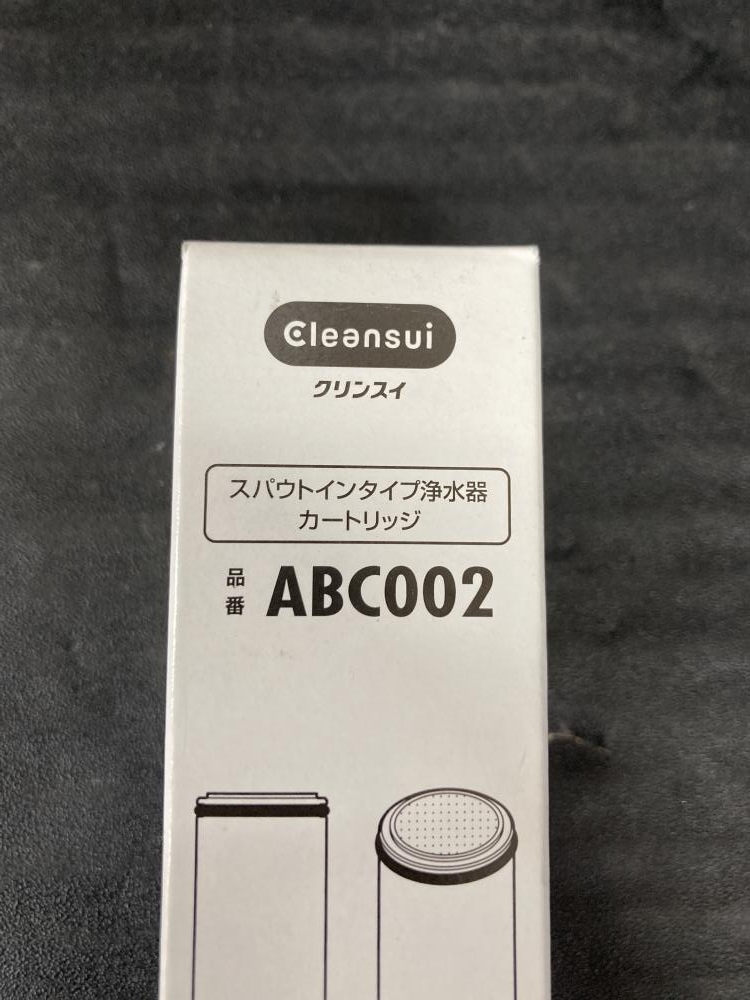 Cleansui
クリンスイ
スパウトインタイプ浄水器
カートリッジ
品番 ABC002